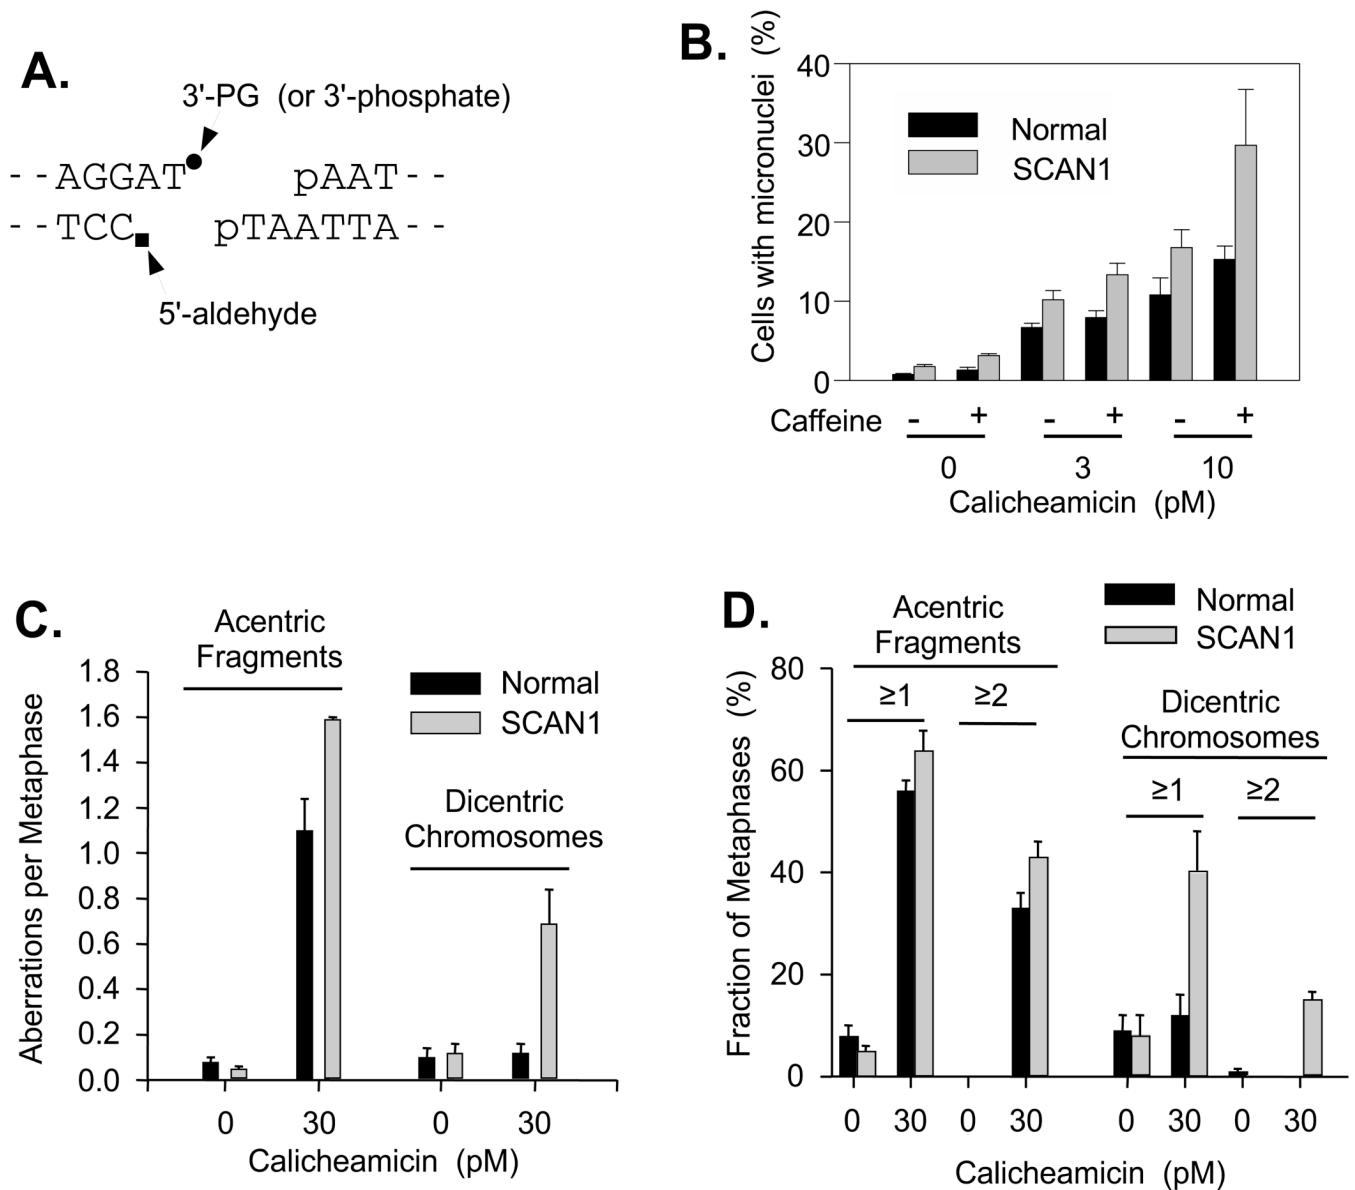 A.
3'-PG (or 3'-phosphate)
--AGGAT pAAT--
--TCC pTAATTA--
5'-aldehyde
B.
Cells with micronuclei (%)
40
30
20
10
0
Normal
SCAN1
Caffeine - + - + - +
0 3 10
Calicheamicin (pM)
C.
Acentric
Fragments
Aberrations per Metaphase
1.8
1.6
1.4
1.2
1.0
0.8
0.6
0.4
0.2
0.0
Normal
SCAN1
Dicentric
Chromosomes
0 30 0 30
Calicheamicin (pM)
D.
Acentric
Fragments
Normal
SCAN1
Fraction of Metaphases (%)
80
60
40
20
0
≥1 ≥2
Dicentric
Chromosomes
≥1 ≥2
0 30 0 30 0 30 0 30
Calicheamicin (pM)